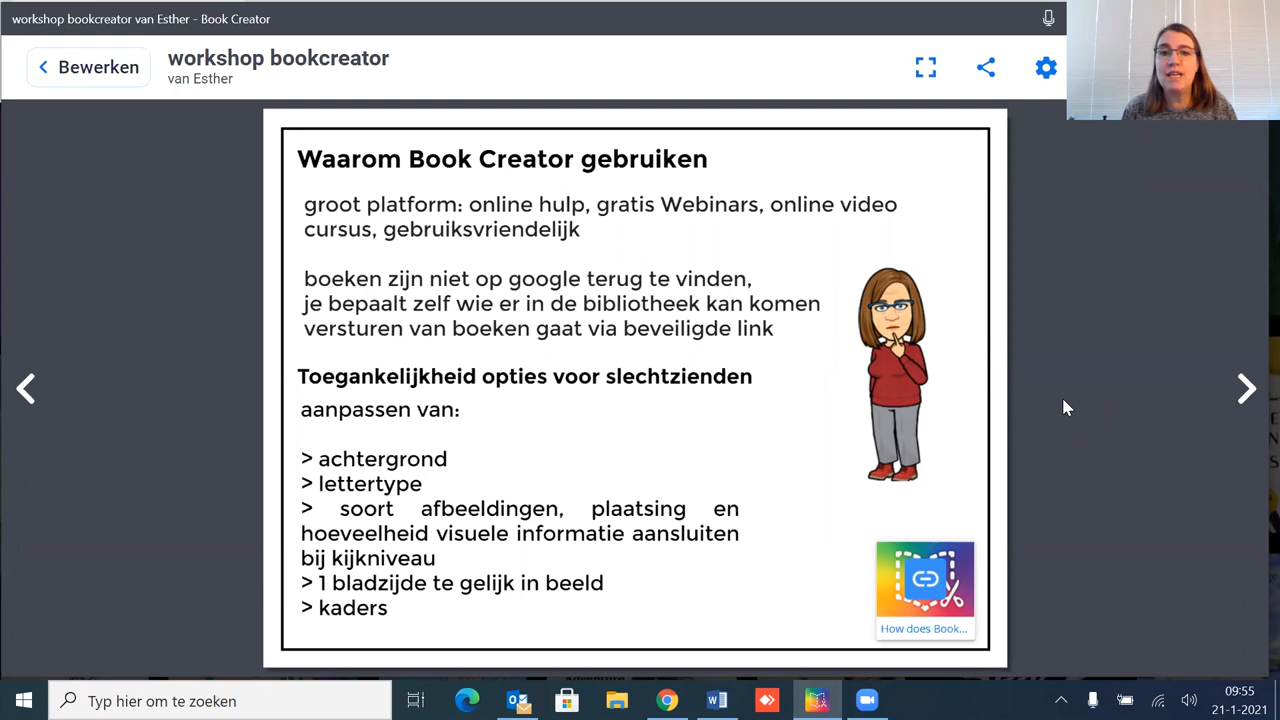 workshop bookcreator van Esther - Book Creator
Bewerken
workshop bookcreator
van Esther
Waarom Book Creator gebruiken
groot platform: online hulp, gratis Webinars, online video
cursus, gebruiksvriendelijk
boeken zijn niet op google terug te vinden,
je bepaalt zelf wie er in de bibliotheek kan komen
versturen van boeken gaat via beveiligde link
Toegankelijkheid opties voor slechtzienden
aanpassen van:
> achtergrond
> lettertype
> soort afbeeldingen, plaatsing en
hoeveelheid visuele informatie aansluiten
bij kijkniveau
> 1 bladzijde te gelijk in beeld
> kaders
How does Book...
Typ hier om te zoeken
09:55
21-1-2021